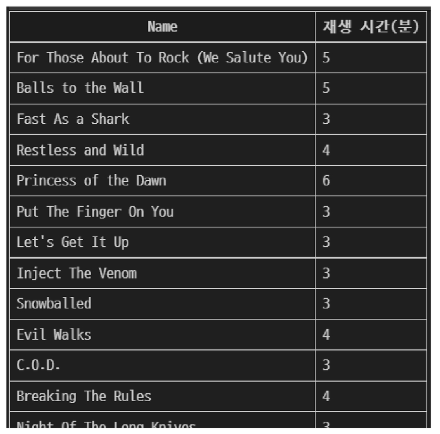 Name 재생 시간(분)
For Those About To Rock (We Salute You) 5
Balls to the Wall 5
Fast As a Shark 3
Restless and Wild 4
Princess of the Dawn 6
Put The Finger On You 3
Let's Get It Up 3
Inject The Venom 3
Snowballed 3
Evil Walks 4
C.O.D. 3
Breaking The Rules 4
Night Of The Long Knives 3